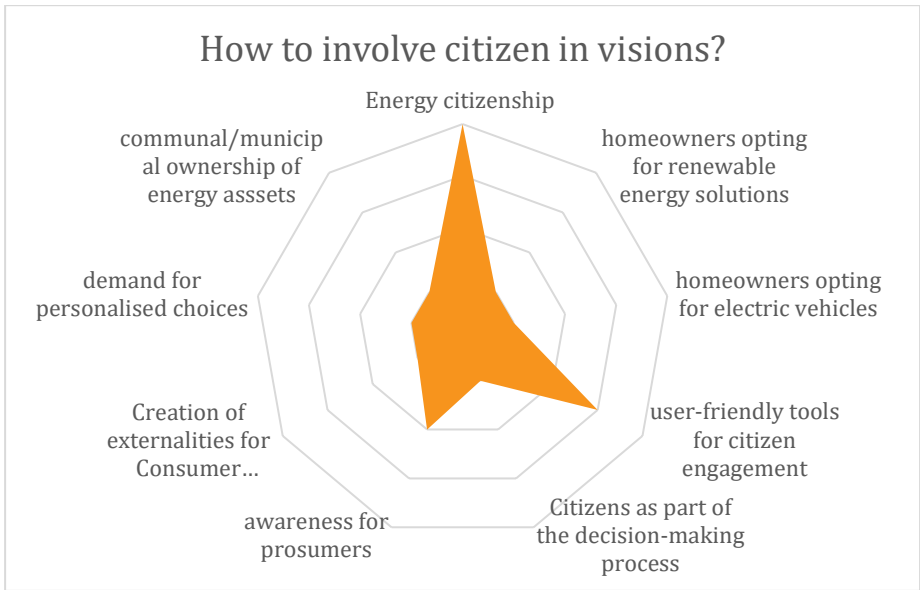 How to involve citizen in visions?
Energy citizenship
homeowners opting
for renewable
energy solutions
homeowners opting
for electric vehicles
user-friendly tools
for citizen
engagement
Citizens as part of
the decision-making
process
awareness for
prosumers
Creation of
externalities for
Consumer…
demand for
personalised choices
communal/municip
al ownership of
energy asssets